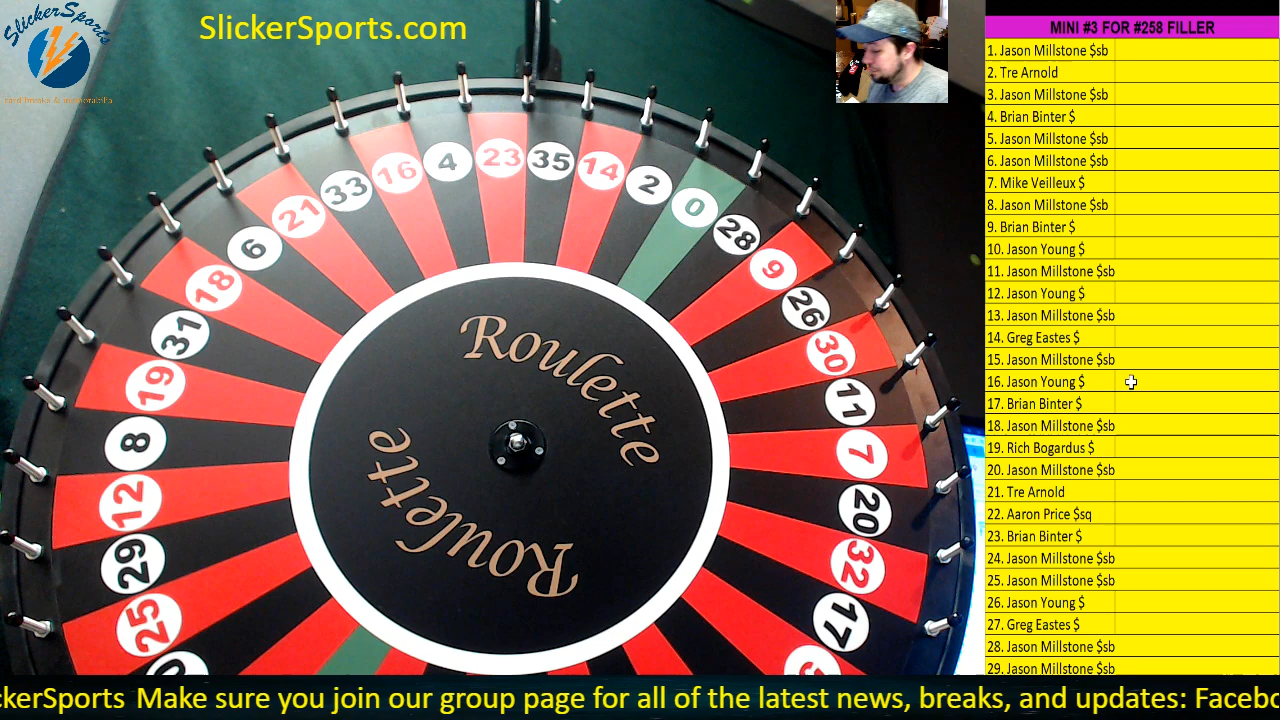 SlickerSports
card breaks & memorabilia
SlickerSports.com
16
4
23
35
14
2
0
28
9
26
30
11
7
20
32
17
33
21
6
18
31
19
8
12
29
25
Roulette
Roulette
MINI #3 FOR #258 FILLER
1. Jason Millstone $sb
2. Tre Arnold
3. Jason Millstone $sb
4. Brian Binter $
5. Jason Millstone $sb
6. Jason Millstone $sb
7. Mike Veilleux $
8. Jason Millstone $sb
9. Brian Binter $
10. Jason Young $
11. Jason Millstone $sb
12. Jason Young $
13. Jason Millstone $sb
14. Greg Eastes $
15. Jason Millstone $sb
16. Jason Young $
17. Brian Binter $
18. Jason Millstone $sb
19. Rich Bogardus $
20. Jason Millstone $sb
21. Tre Arnold
22. Aaron Price $sq
23. Brian Binter $
24. Jason Millstone $sb
25. Jason Millstone $sb
26. Jason Young $
27. Greg Eastes $
28. Jason Millstone $sb
29. Jason Millstone $sb
ckerSports Make sure you join our group page for all of the latest news, breaks, and updates: Facebo